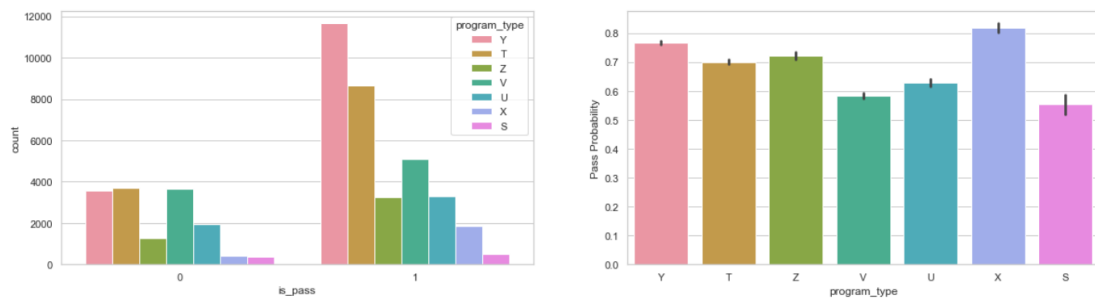 12000
10000
8000
6000
4000
2000
0
count
0
1
is_pass
program_type
Y
T
Z
V
U
X
S
0.8
0.7
0.6
0.5
0.4
0.3
0.2
0.1
0.0
Pass Probability
Y T Z V U X S
program_type